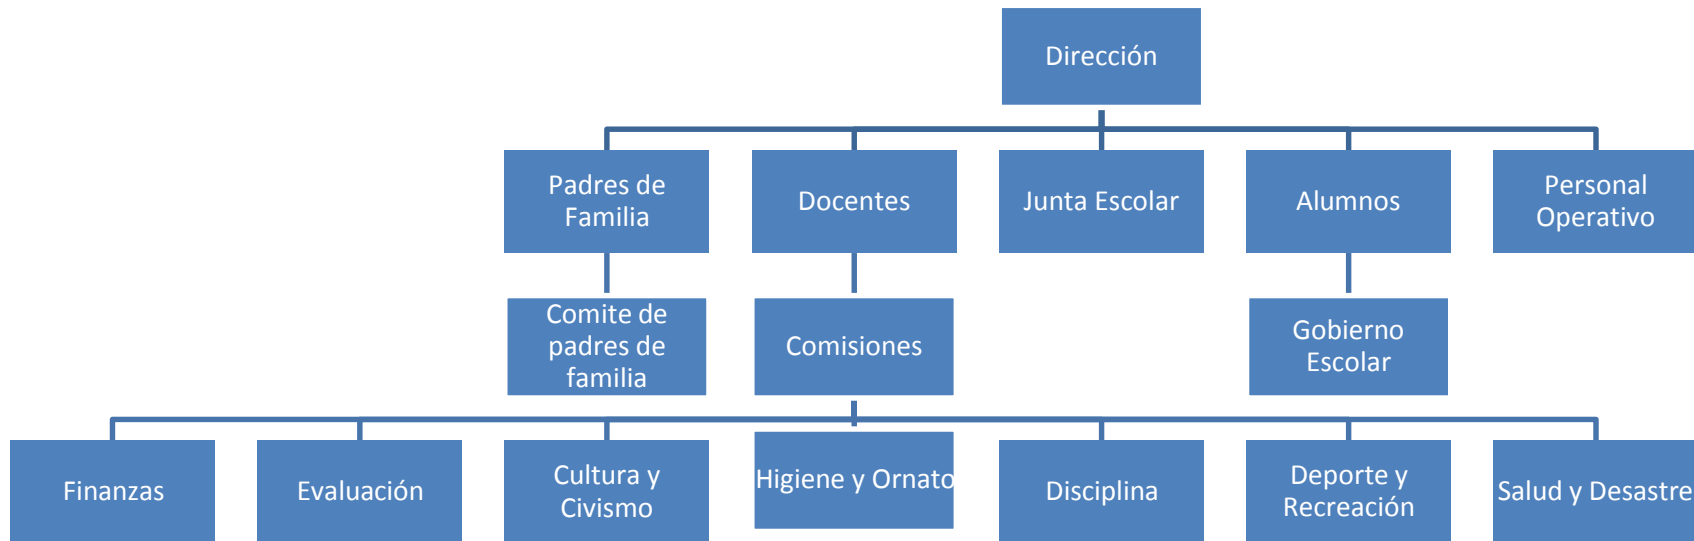 Dirección
Padres de
Familia
Docentes
Junta Escolar
Alumnos
Personal
Operativo
Comite de
padres de
familia
Comisiones
Gobierno
Escolar
Finanzas
Evaluación
Cultura y
Civismo
Higiene y Ornato
Disciplina
Deporte y
Recreación
Salud y Desastre